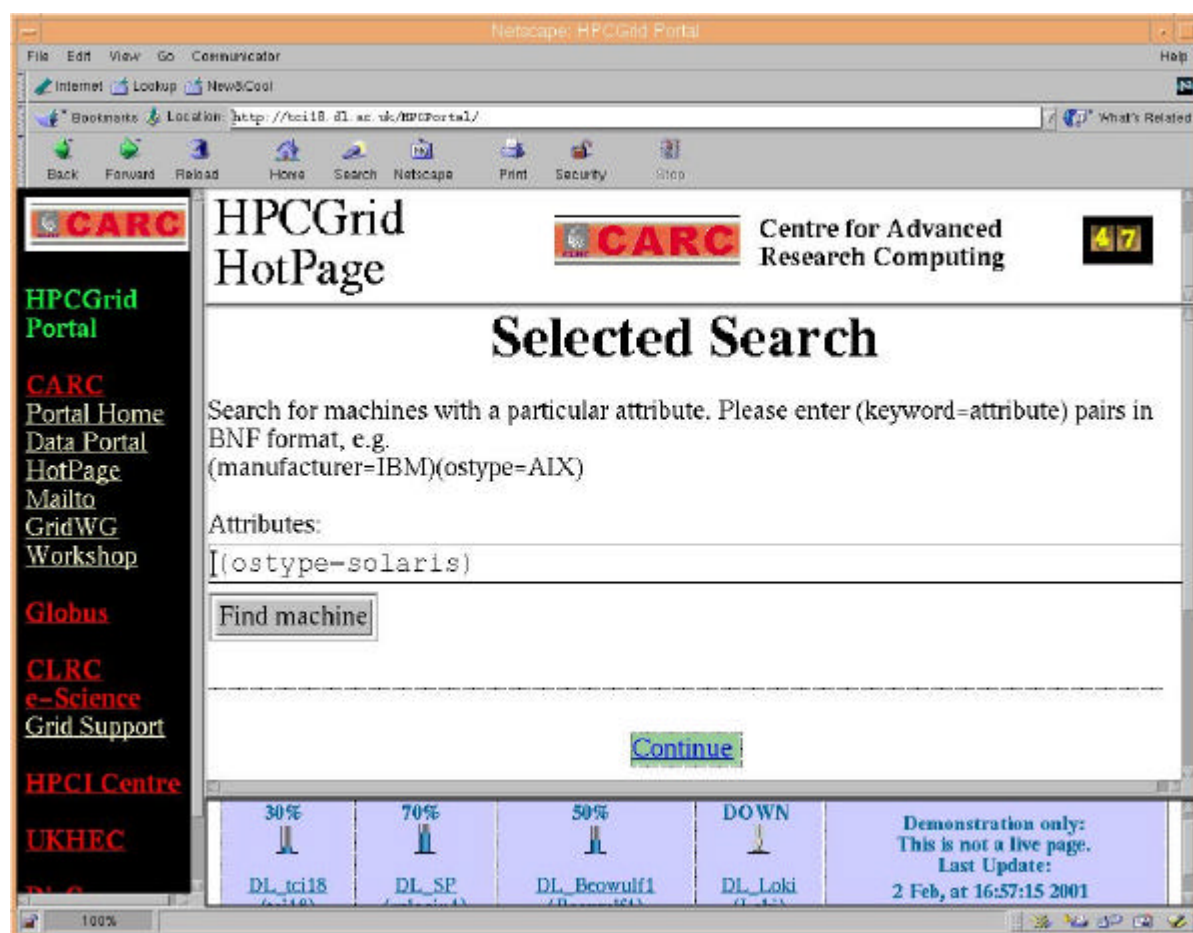 Netscape: HPCGrid Portal
File Edit View Go Communicator Help
Internet Lookup New&Cool
Bookmarks Location: http://tci18.dl.ac.uk/HPCPortal/ What's Related
Back Forward Reload Home Search Netscape Print Security Stop
CARC
HPCGrid
Portal
CARC
Portal Home
Data Portal
HotPage
Mailto
GridWG
Workshop
Globus
CLRC
e-Science
Grid Support
HPCI Centre
UKHEC
HPCGrid
HotPage
CARC
Centre for Advanced
Research Computing
47
Selected Search
Search for machines with a particular attribute. Please enter (keyword=attribute) pairs in
BNF format, e.g.
(manufacturer=IBM)(ostype=AIX)
Attributes:
(ostype=solaris)
Find machine
Continue
30% 70% 50% DOWN
DL_tci18 DL_SP DL_Beowulf1 DL_Loki
(tci18) (Beowulf1) (Loki)
Demonstration only:
This is not a live page.
Last Update:
2 Feb, at 16:57:15 2001
100%